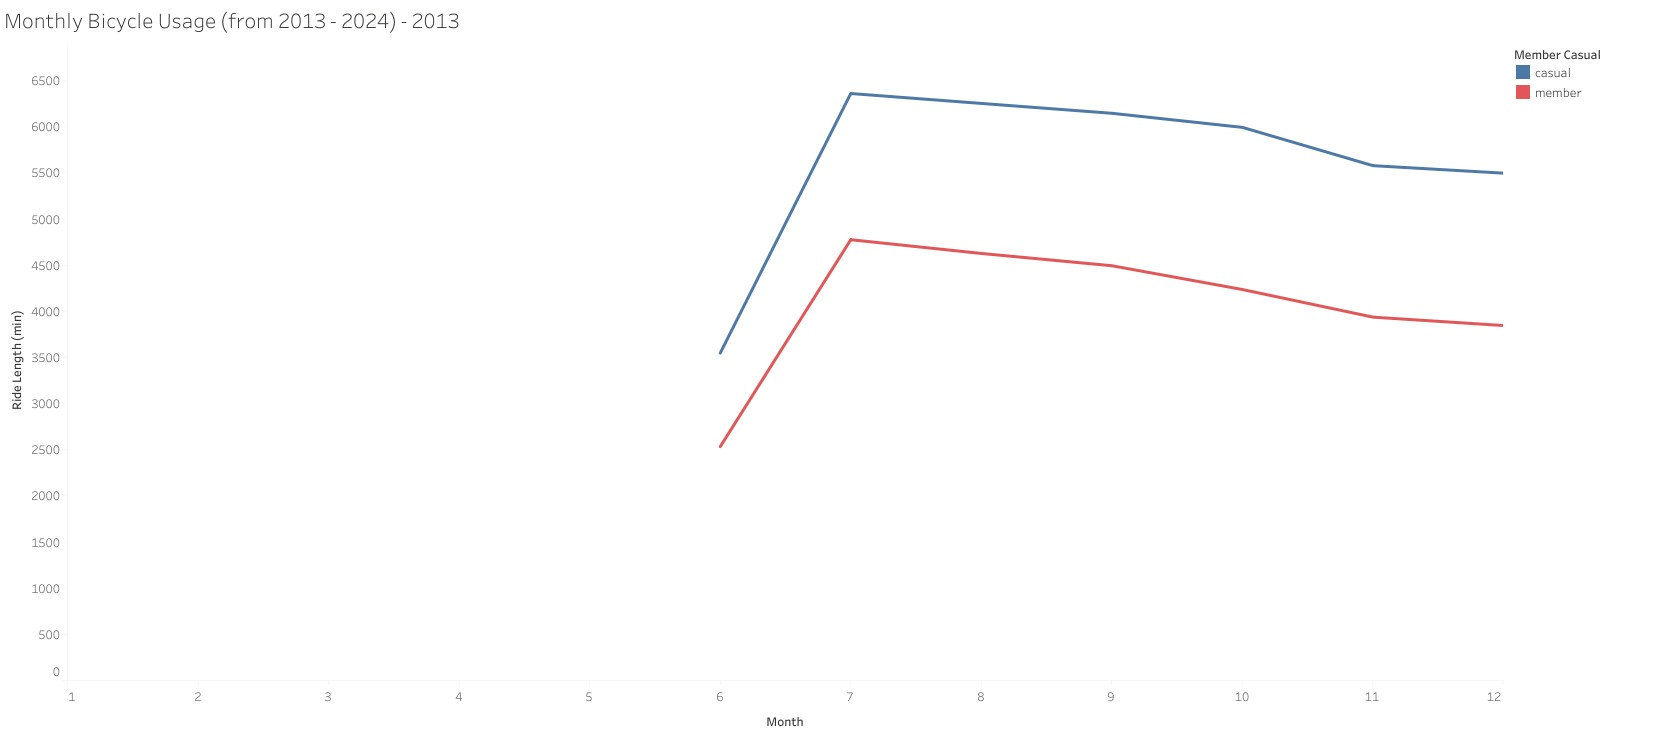 Monthly Bicycle Usage (from 2013 - 2024) - 2013
Member Casual
casual
member
6500
6000
5500
5000
4500
4000
3500
3000
2500
2000
1500
1000
500
0
Ride Length (min)
1 2 3 4 5 6 7 8 9 10 11 12
Month